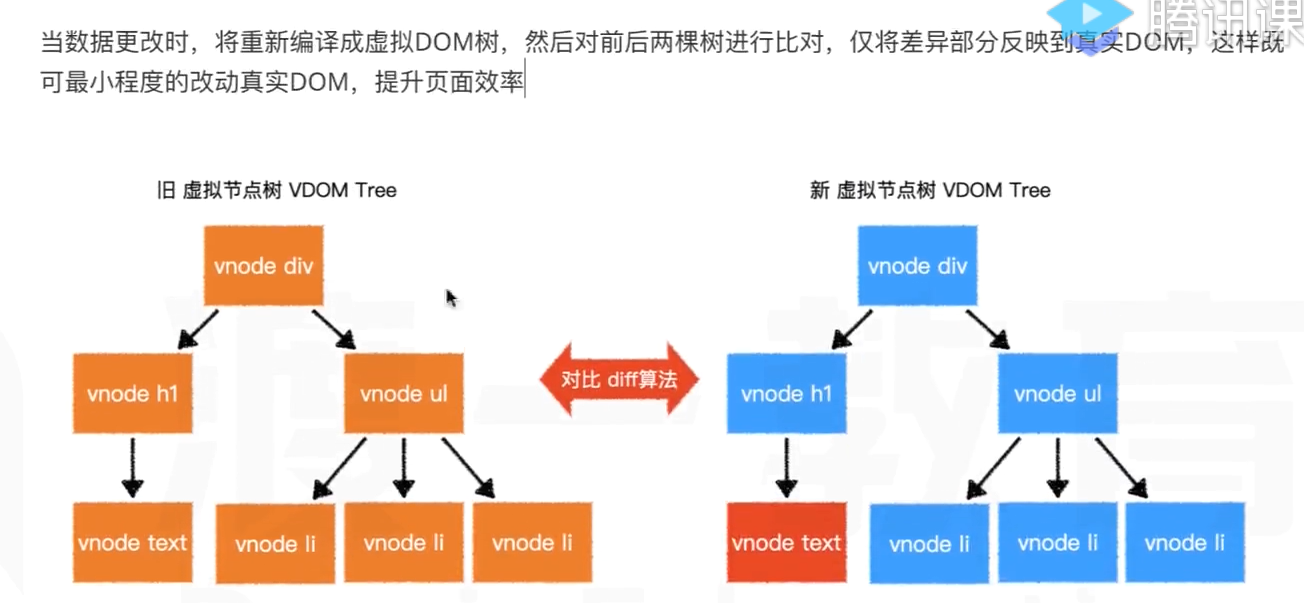 腾讯课
当数据更改时，将重新编译成虚拟DOM树，然后对前后两棵树进行比对，仅将差异部分反映到真实DOM，这样既
可最小程度的改动真实DOM，提升页面效率
旧 虚拟节点树 VDOM Tree
新 虚拟节点树 VDOM Tree
vnode div
vnode div
vnode h1
vnode ul
对比 diff算法
vnode h1
vnode ul
vnode text
vnode li
vnode li
vnode li
vnode text
vnode li
vnode li
vnode li
渡一教育